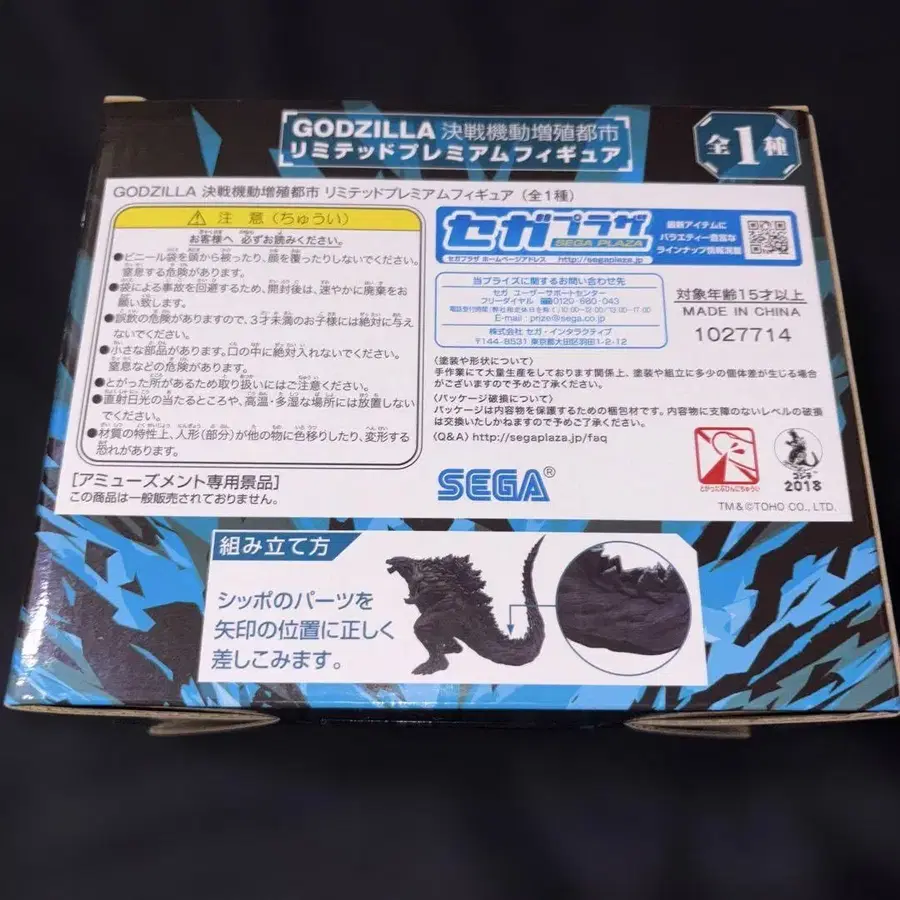 GODZILLA 決戦機動増殖都市
リミテッドプレミアムフィギュア
全1種
GODZILLA 決戦機動増殖都市 リミテッドプレミアムフィギュア（全1種）
注 意（ちゅうい）
お客様へ 必ずお読みください。
●ビニール袋を頭から被ったり、顔を覆ったりしないでください。
窒息する危険があります。
●袋による事故を回避するため、開封後は、速やかに廃棄をお
願い致します。
●誤飲の危険がありますので、3才未満のお子様には絶対に与え
ないでください。
●小さな部品があります。口の中に絶対入れないでください。
窒息などの危険があります。
●とがった所があるため取り扱いにはご注意ください。
●直射日光の当たるところや、高温・多湿な場所には放置しない
でください。
●材質の特性上、人形（部分）が他の物に色移りしたり、変形する
恐れがあります。
[アミューズメント専用景品]
この商品は一般販売されておりません。
セガプラザ
SEGA PLAZA
セガプラザ ホームページアドレス http://segaplaza.jp/
最新アイテムに
バラエティー豊富な
ラインナップ情報満載
当プライズに関するお問い合わせ先
セガ ユーザーサポートセンター
フリーダイヤル 0120-680-043
E-mail : prize@sega.co.jp
株式会社 セガ・インタラクティブ
〒144-8531 東京都大田区羽田1-2-12
対象年齢15才以上
MADE IN CHINA
1027714
〈塗装や形状について〉
手作業にて大量生産をしております関係上、塗装や組立に多少の個体差が生じる場合
がございますので予めご了承ください。
〈パッケージ破損について〉
パッケージは内容物を保護するための梱包材です。内容物に支障のないレベルの破損
は交換いたしかねますので予めご了承ください。
〈Q&A〉http://segaplaza.jp/faq
SEGA®
とがったぶひんにちゅうい
ゴジラ
2018
TM&©TOHO CO., LTD.
組み立て方
シッポのパーツを
矢印の位置に正しく
差しこみます。